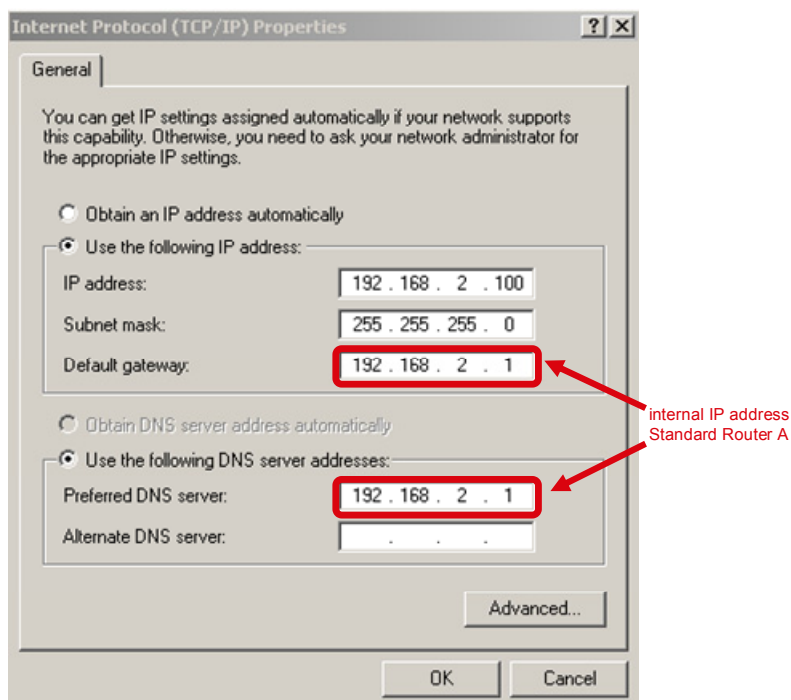 Internet Protocol (TCP/IP) Properties
General
You can get IP settings assigned automatically if your network supports
this capability. Otherwise, you need to ask your network administrator for
the appropriate IP settings.
Obtain an IP address automatically
Use the following IP address:
IP address: 192 . 168 . 2 . 100
Subnet mask: 255 . 255 . 255 . 0
Default gateway: 192 . 168 . 2 . 1
internal IP address
Standard Router A
Obtain DNS server address automatically
Use the following DNS server addresses:
Preferred DNS server: 192 . 168 . 2 . 1
Alternate DNS server: . . .
Advanced...
OK Cancel